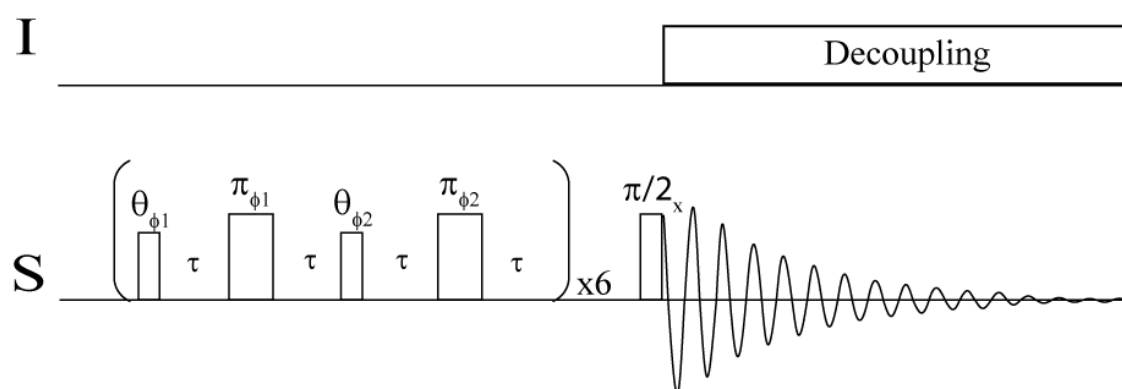 I
Decoupling
θϕ1 τ πϕ1 τ θϕ2 τ πϕ2 τ x6 π/2x
S